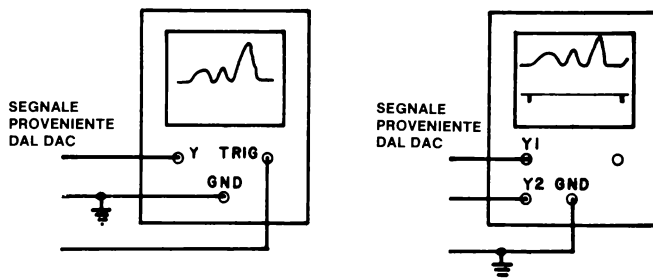 SEGNALE
PROVENIENTE
DAL DAC
Y TRIG
GND
SEGNALE
PROVENIENTE
DAL DAC
Y1
Y2 GND